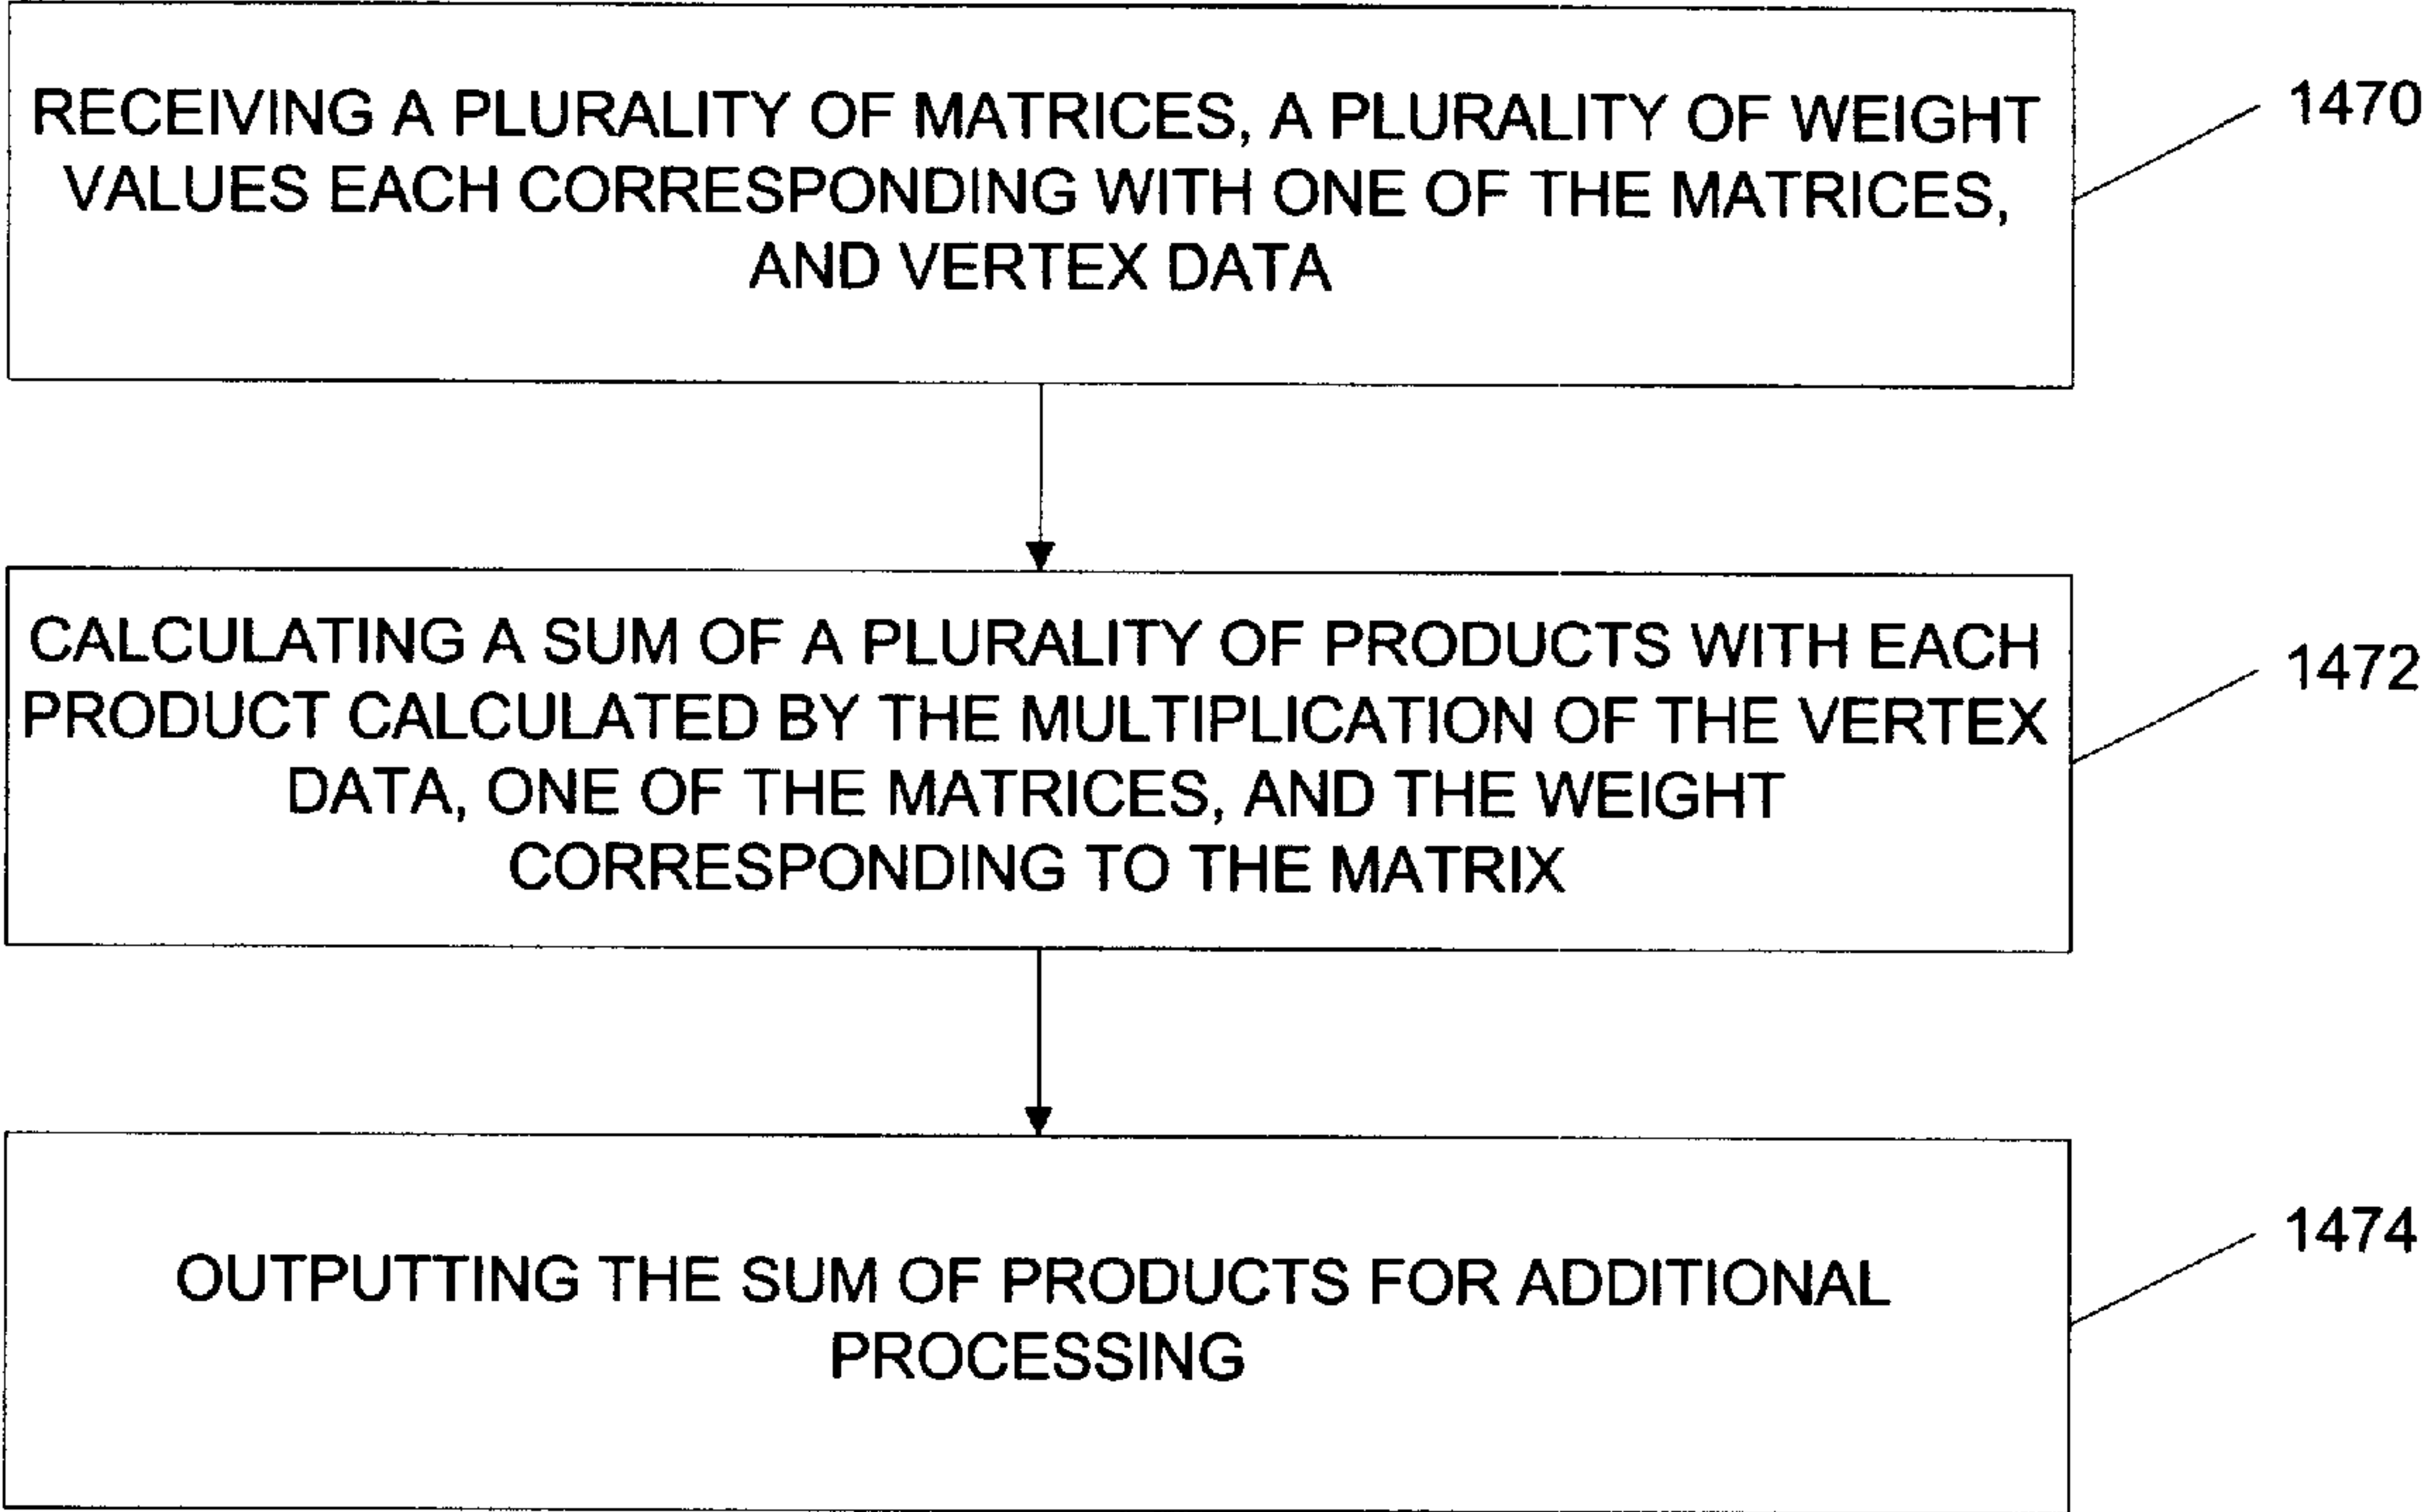 RECEIVING A PLURALITY OF MATRICES, A PLURALITY OF WEIGHT
VALUES EACH CORRESPONDING WITH ONE OF THE MATRICES,
AND VERTEX DATA
1470
CALCULATING A SUM OF A PLURALITY OF PRODUCTS WITH EACH
PRODUCT CALCULATED BY THE MULTIPLICATION OF THE VERTEX
DATA, ONE OF THE MATRICES, AND THE WEIGHT
CORRESPONDING TO THE MATRIX
1472
OUTPUTTING THE SUM OF PRODUCTS FOR ADDITIONAL
PROCESSING
1474